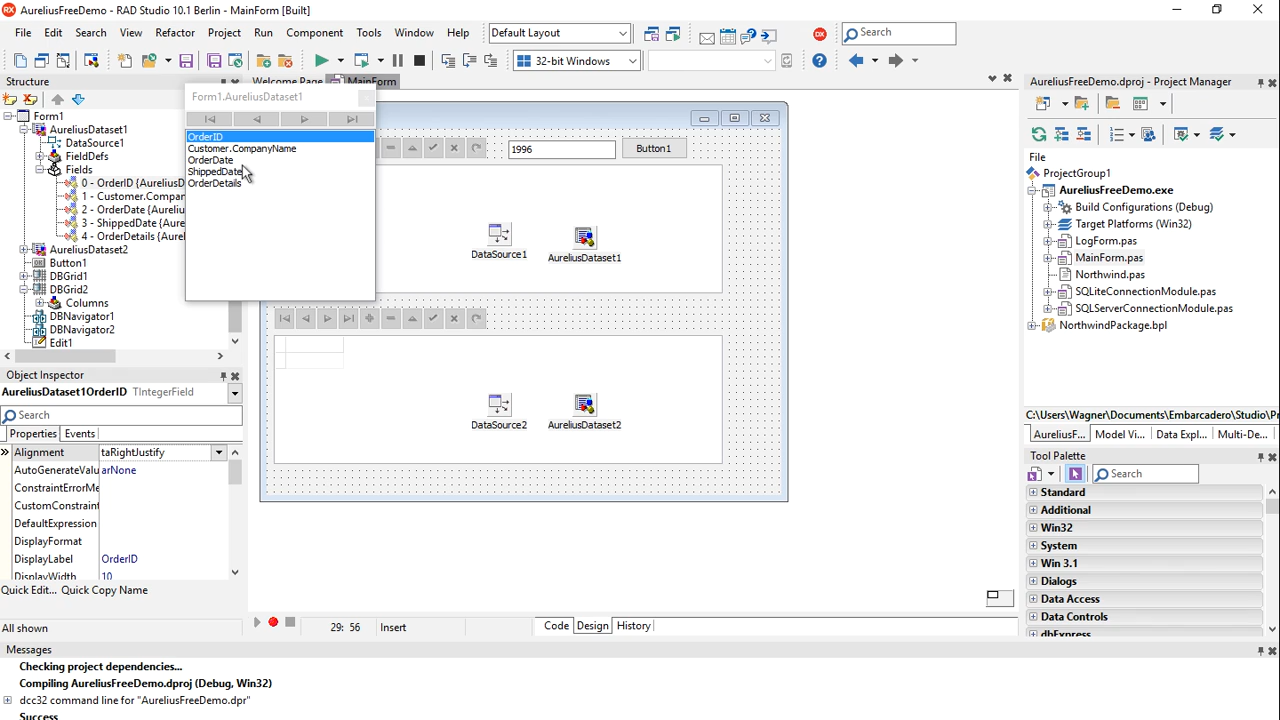 AureliusFreeDemo - RAD Studio 10.1 Berlin - MainForm [Built]
File Edit Search View Refactor Project Run Component Tools Window Help Default Layout Search
32-bit Windows
Structure
Welcome Page MainForm
AureliusFreeDemo.dproj - Project Manager
Form1.AureliusDataset1
OrderID
Customer.CompanyName
OrderDate
ShippedDate
OrderDetails
Form1
AureliusDataset1
DataSource1
FieldDefs
Fields
0 - OrderID {AureliusD
1 - Customer.Compan
2 - OrderDate {Aureliu
3 - ShippedDate {Aure
4 - OrderDetails {Aurel
AureliusDataset2
Button1
DBGrid1
DBGrid2
Columns
DBNavigator1
DBNavigator2
Edit1
1996 Button1
DataSource1 AureliusDataset1
DataSource2 AureliusDataset2
File
ProjectGroup1
AureliusFreeDemo.exe
Build Configurations (Debug)
Target Platforms (Win32)
LogForm.pas
MainForm.pas
Northwind.pas
SQLiteConnectionModule.pas
SQLServerConnectionModule.pas
NorthwindPackage.bpl
C:\Users\Wagner\Documents\Embarcadero\Studio\P
AureliusF... Model Vi... Data Expl... Multi-De...
Object Inspector
AureliusDataset1OrderID TIntegerField
Search
Properties Events
Alignment taRightJustify
AutoGenerateValu arNone
ConstraintErrorMe
CustomConstraint
DefaultExpression
DisplayFormat
DisplayLabel OrderID
DisplayWidth 10
Quick Edit... Quick Copy Name
All shown
Tool Palette
Search
Standard
Additional
Win32
System
Win 3.1
Dialogs
Data Access
Data Controls
dbExpress
29: 56 Insert Code Design History
Messages
Checking project dependencies...
Compiling AureliusFreeDemo.dproj (Debug, Win32)
dcc32 command line for "AureliusFreeDemo.dpr"
Success